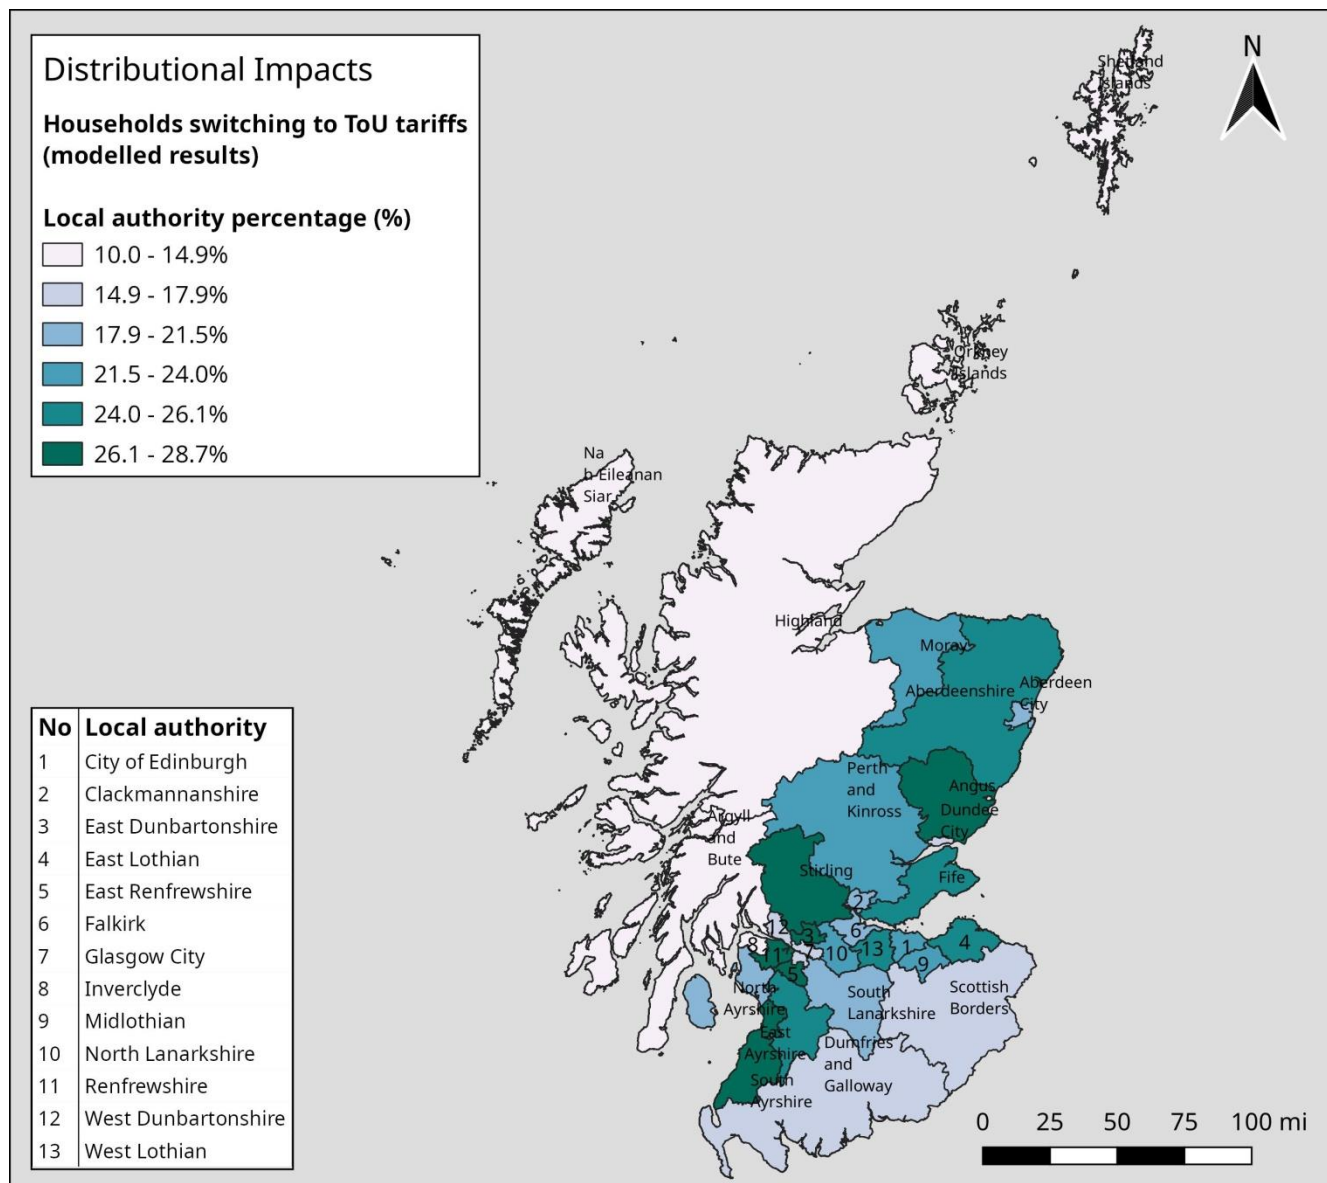 Distributional Impacts
Households switching to ToU tariffs
(modelled results)
Local authority percentage (%)
10.0 - 14.9%
14.9 - 17.9%
17.9 - 21.5%
21.5 - 24.0%
24.0 - 26.1%
26.1 - 28.7%
N
Shetland
Islands
Orkney
Islands
Na
h-Eileanan
Siar
Highland
Moray
Aberdeenshire
Aberdeen
City
Perth
and
Kinross
Angus
Dundee
City
Argyll
and
Bute
Stirling
Fife
2
12
3
6
8
11
7
10
13
1
4
9
5
North
Ayrshire
South
Lanarkshire
Scottish
Borders
East
Ayrshire
Dumfries
and
Galloway
South
Ayrshire
No Local authority
1 City of Edinburgh
2 Clackmannanshire
3 East Dunbartonshire
4 East Lothian
5 East Renfrewshire
6 Falkirk
7 Glasgow City
8 Inverclyde
9 Midlothian
10 North Lanarkshire
11 Renfrewshire
12 West Dunbartonshire
13 West Lothian
0 25 50 75 100 mi